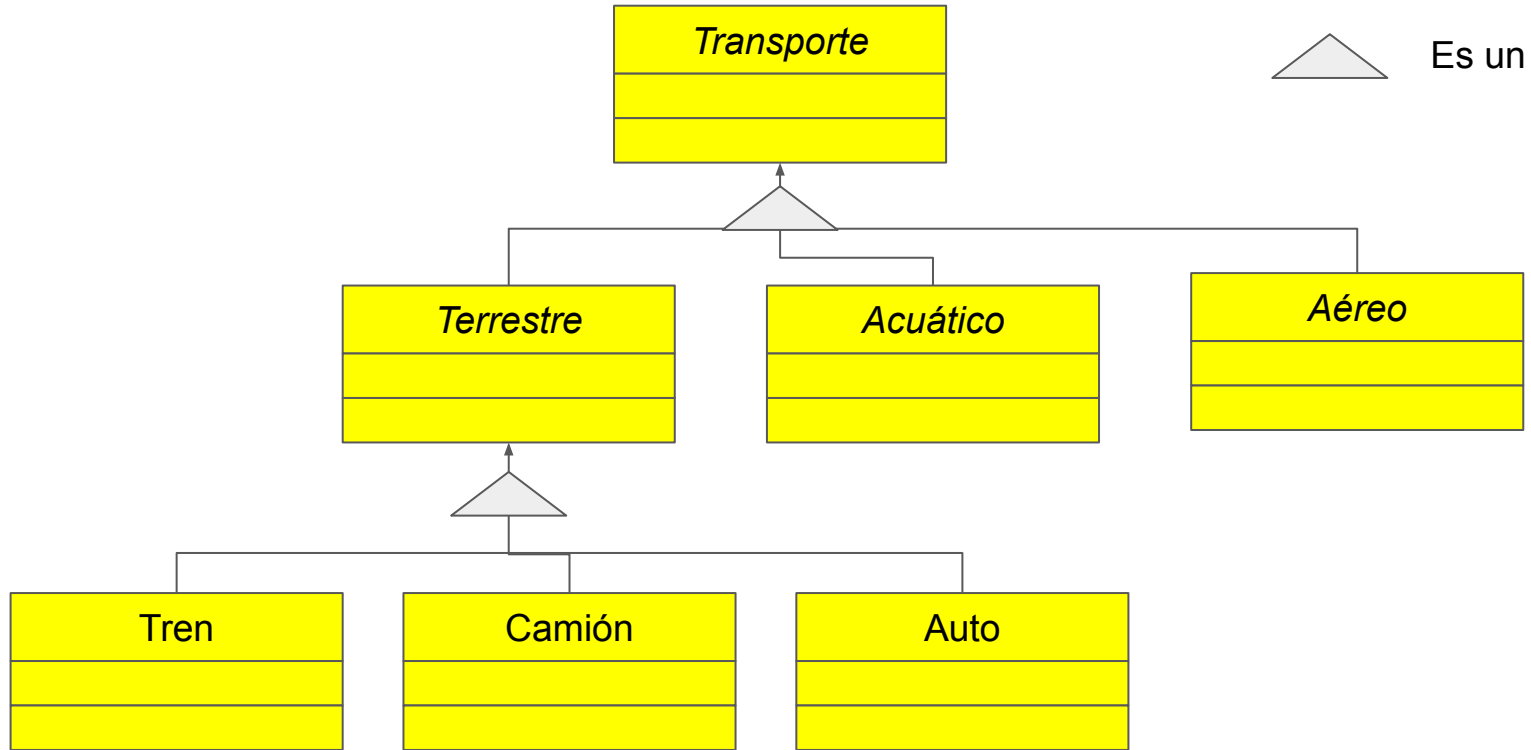 Transporte
Es un
Terrestre
Acuático
Aéreo
Tren
Camión
Auto